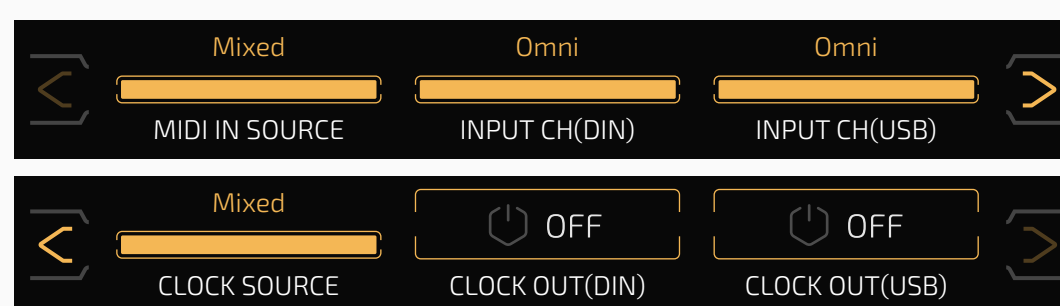 Mixed Omni Omni
MIDI IN SOURCE INPUT CH(DIN) INPUT CH(USB)
Mixed OFF OFF
CLOCK SOURCE CLOCK OUT(DIN) CLOCK OUT(USB)